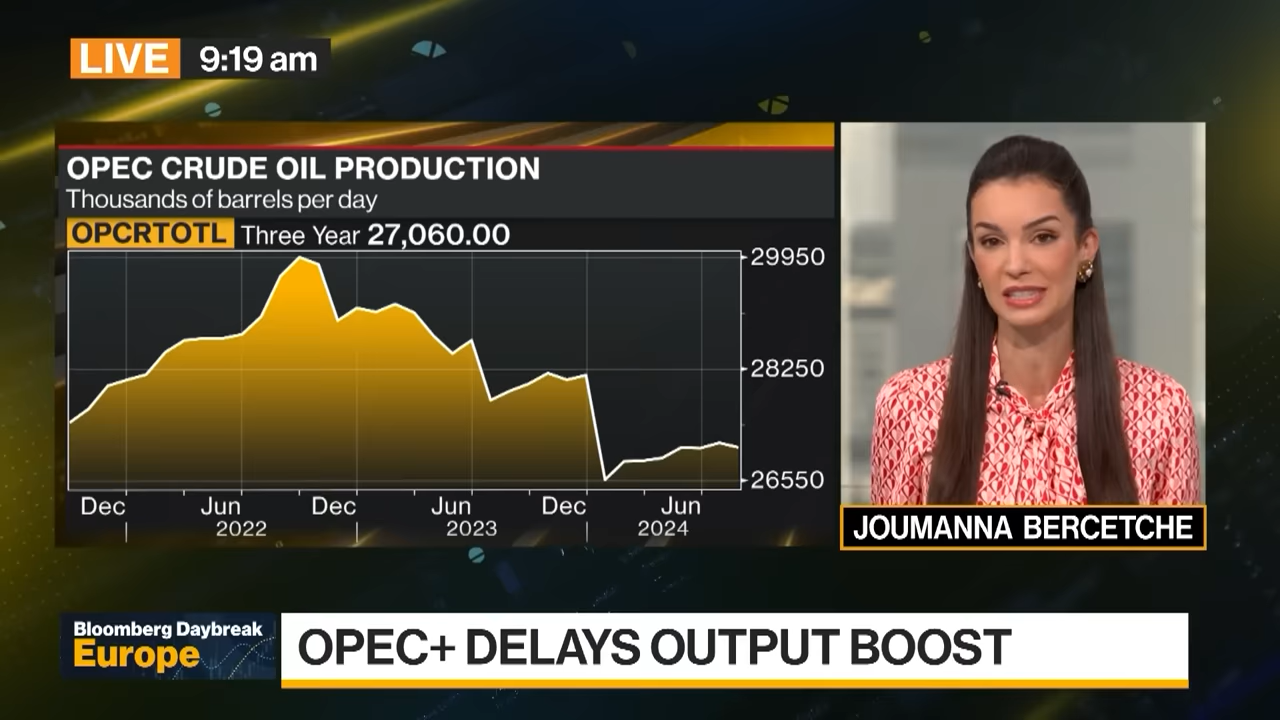 LIVE 9:19 am
OPEC CRUDE OIL PRODUCTION
Thousands of barrels per day
OPCRTOTL Three Year 27,060.00
29950
28250
26550
Dec Jun Dec Jun Dec Jun
2022 2023 2024
JOUMANNA BERCETCHE
Bloomberg Daybreak
Europe
OPEC+ DELAYS OUTPUT BOOST